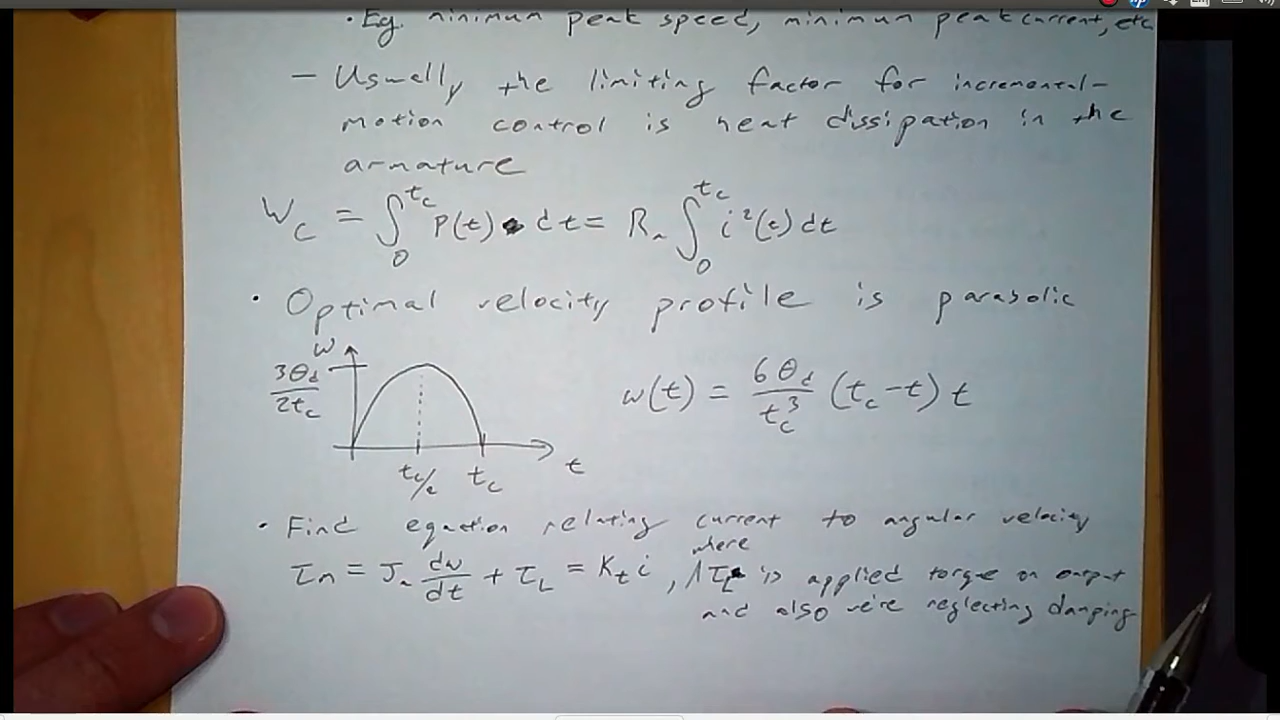 • Eg. minimum peak speed, minimum peak current, etc
- Usually the limiting factor for incremental-
motion control is heat dissipation in the
armature
W_c = ∫_0^{t_c} P(t) • dt = R_a ∫_0^{t_c} i²(t) dt
• Optimal velocity profile is parabolic
ω
3θ_d / 2t_c
ω(t) = 6θ_d / t_c³ (t_c - t) t
t_c/2 t_c t
• Find equation relating current to angular velocity
where
τ_m = J_a dω/dt + τ_L = K_t i , ∧ τ_L is applied torque on output
and also we're neglecting damping